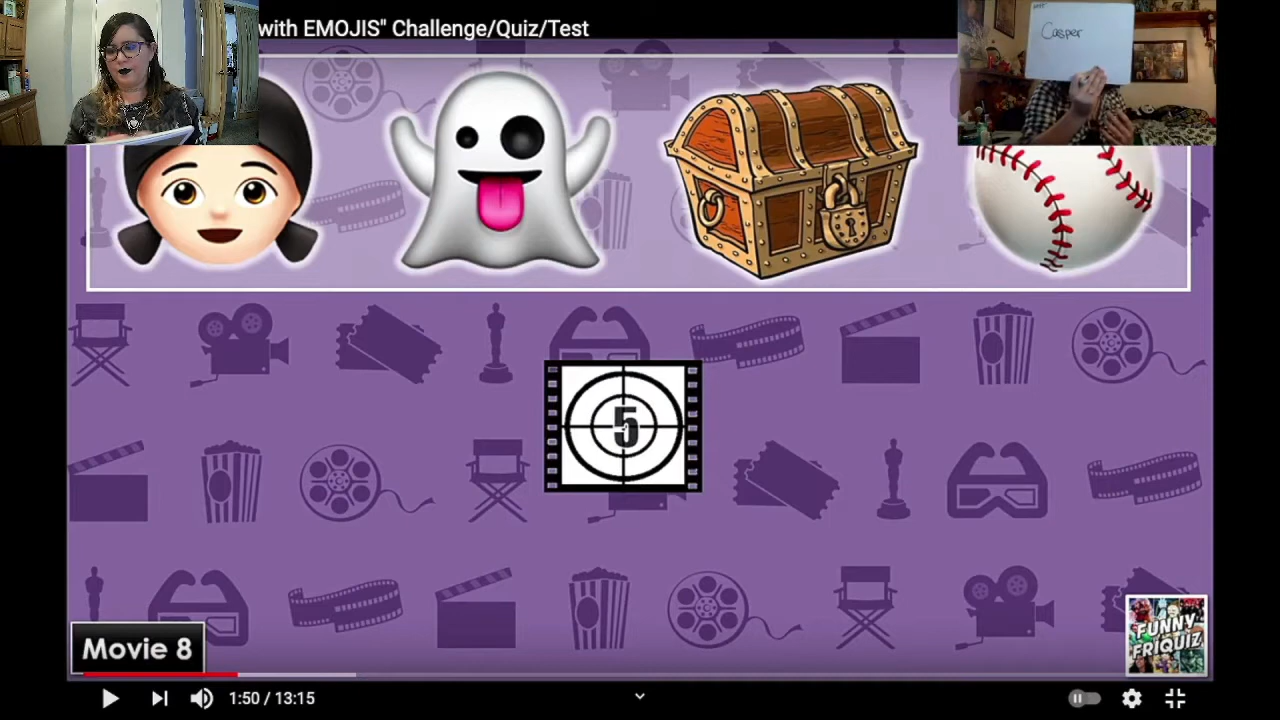 with EMOJIS" Challenge/Quiz/Test
Casper
5
Movie 8
FUNNY
FRIQUIZ
1:50 / 13:15